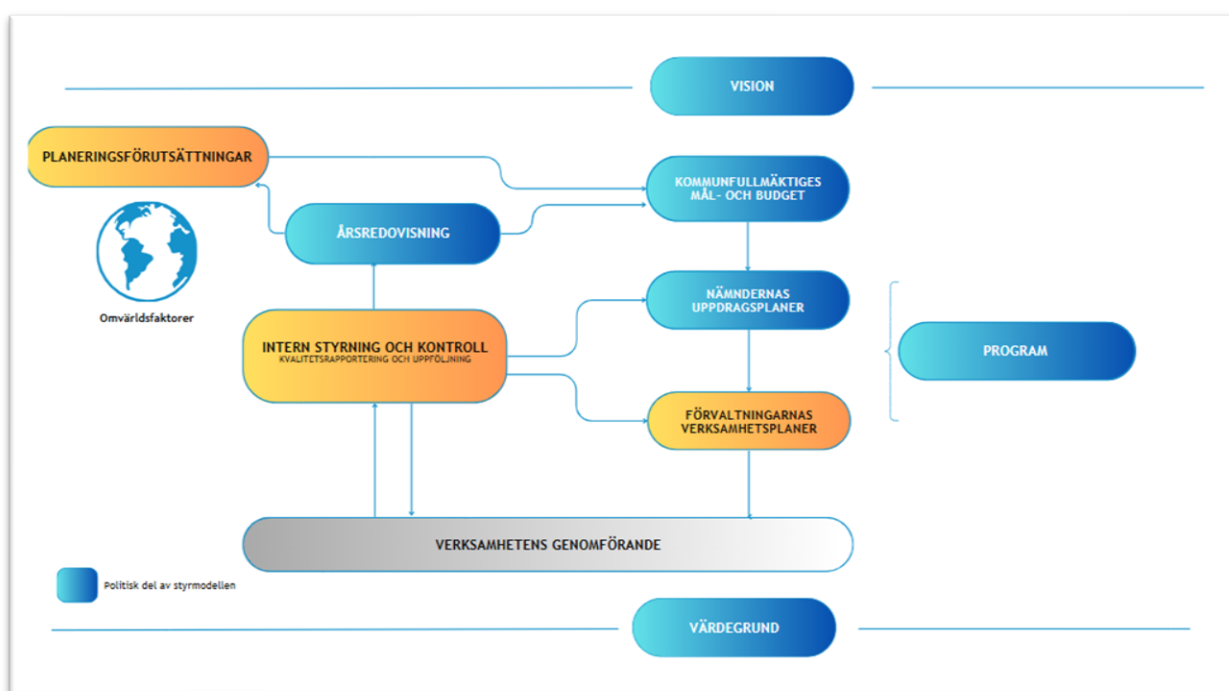 VISION
PLANERINGSFÖRUTSÄTTNINGAR
KOMMUNFULLMÄKTIGES
MÅL- OCH BUDGET
ÅRSREDOVISNING
Omvärldsfaktorer
NÄMNDERNAS
UPPDRAGSPLANER
INTERN STYRNING OCH KONTROLL
KVALITETSRAPPORTERING OCH UPPFÖLJNING
PROGRAM
FÖRVALTNINGARNAS
VERKSAMHETSPLANER
VERKSAMHETENS GENOMFÖRANDE
Politisk del av styrmodellen
VÄRDEGRUND